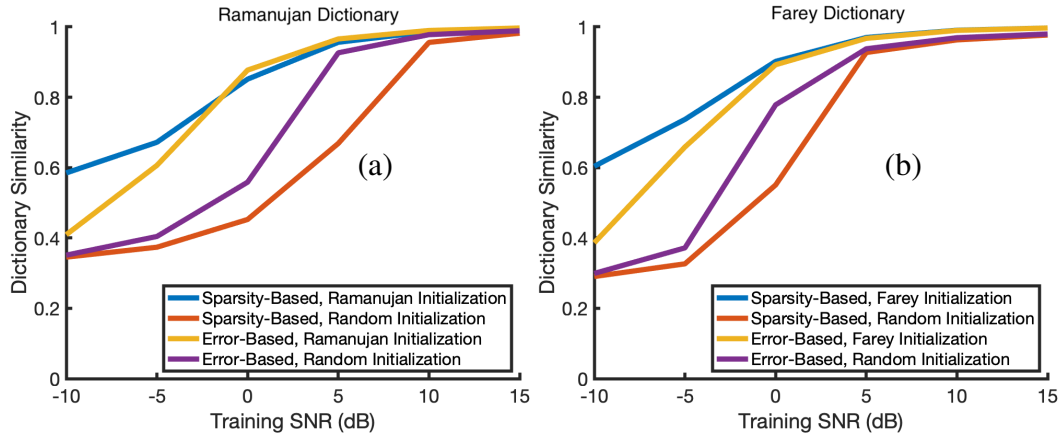 Ramanujan Dictionary
1
0.8
0.6
0.4
0.2
0
Dictionary Similarity
(a)
Sparsity-Based, Ramanujan Initialization
Sparsity-Based, Random Initialization
Error-Based, Ramanujan Initialization
Error-Based, Random Initialization
-10 -5 0 5 10 15
Training SNR (dB)
Farey Dictionary
1
0.8
0.6
0.4
0.2
0
Dictionary Similarity
(b)
Sparsity-Based, Farey Initialization
Sparsity-Based, Random Initialization
Error-Based, Farey Initialization
Error-Based, Random Initialization
-10 -5 0 5 10 15
Training SNR (dB)